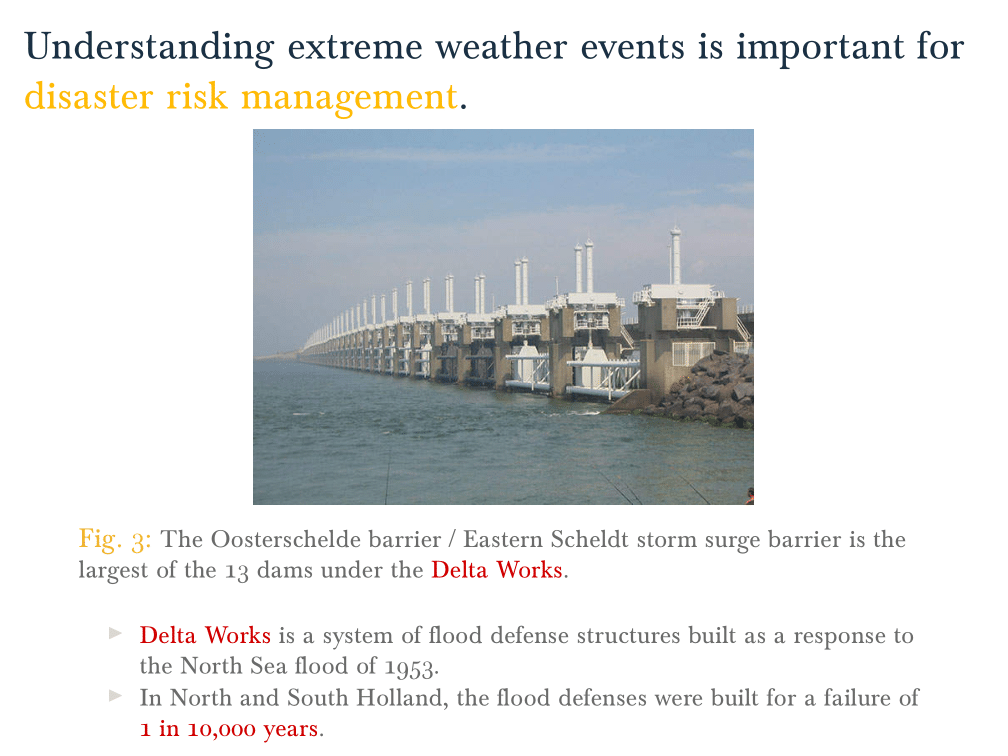 Understanding extreme weather events is important for
disaster risk management.
Fig. 3: The Oosterschelde barrier / Eastern Scheldt storm surge barrier is the
largest of the 13 dams under the Delta Works.
▶ Delta Works is a system of flood defense structures built as a response to
the North Sea flood of 1953.
▶ In North and South Holland, the flood defenses were built for a failure of
1 in 10,000 years.